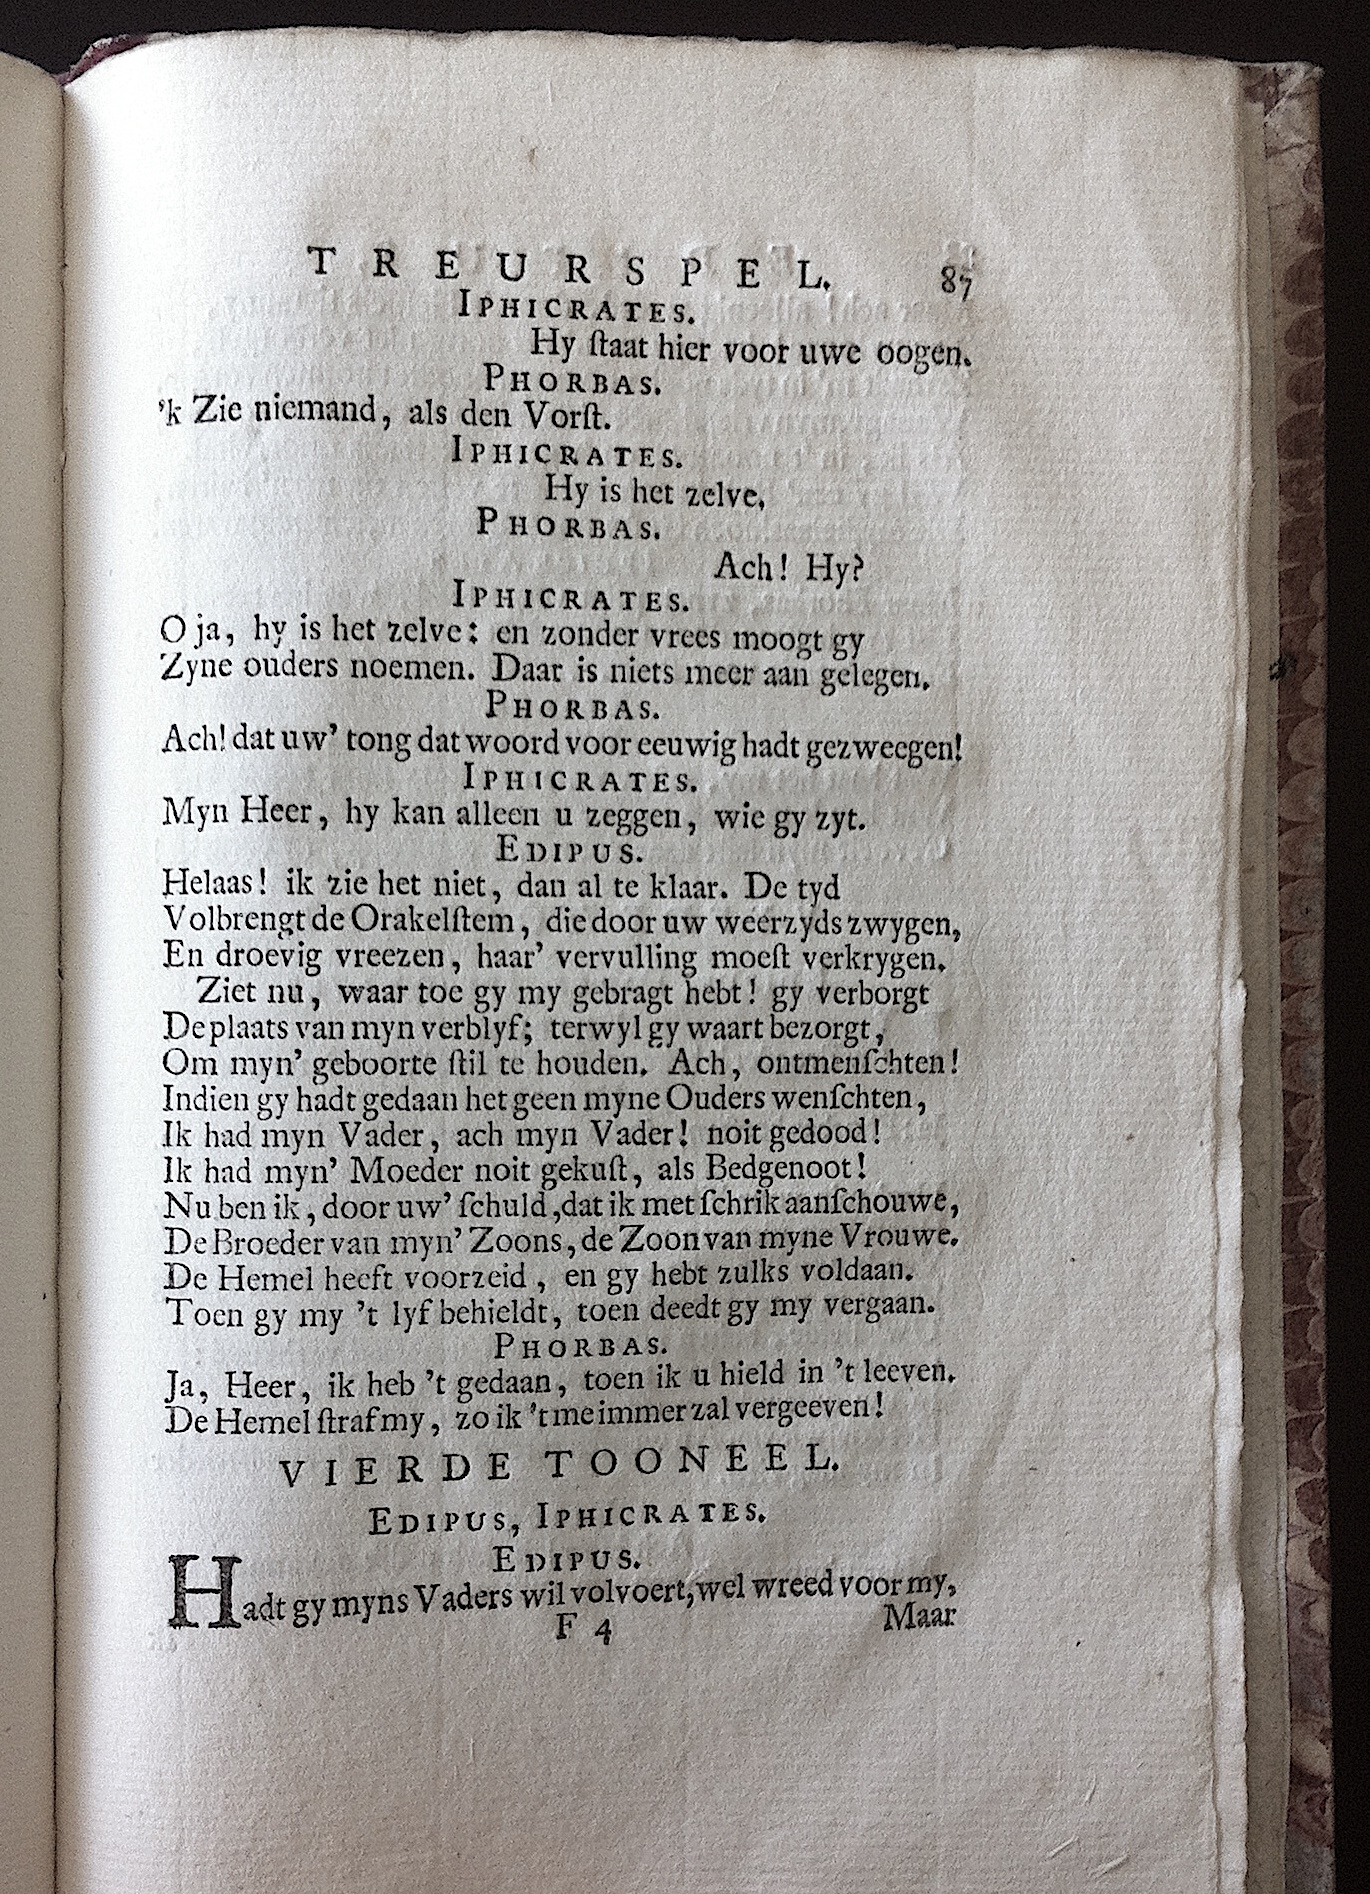 TREURSPEL. 87
IPHICRATES.
Hy ſtaat hier voor uwe oogen.
PHORBAS.
’k Zie niemand, als den Vorſt.
IPHICRATES.
Hy is het zelve,
PHORBAS.
Ach! Hy?
IPHICRATES.
O ja, hy is het zelve: en zonder vrees moogt gy
Zyne ouders noemen. Daar is niets meer aan gelegen.
PHORBAS.
Ach! dat uw’ tong dat woord voor eeuwig hadt gezweegen!
IPHICRATES.
Myn Heer, hy kan alleen u zeggen, wie gy zyt.
EDIPUS.
Helaas! ik zie het niet, dan al te klaar. De tyd
Volbrengt de Orakelſtem, die door uw weerzyds zwygen,
En droevig vreezen, haar’ vervulling moeſt verkrygen.
Ziet nu, waar toe gy my gebragt hebt! gy verborgt
De plaats van myn verblyf; terwyl gy waart bezorgt,
Om myn’ geboorte ſtil te houden. Ach, ontmenſchten!
Indien gy hadt gedaan het geen myne Ouders wenſchten,
Ik had myn Vader, ach myn Vader! noit gedood!
Ik had myn’ Moeder noit gekuſt, als Bedgenoot!
Nu ben ik, door uw’ ſchuld, dat ik met ſchrik aanſchouwe,
De Broeder van myn’ Zoons, de Zoon van myne Vrouwe.
De Hemel heeft voorzeid, en gy hebt zulks voldaan.
Toen gy my ’t lyf behieldt, toen deedt gy my vergaan.
PHORBAS.
Ja, Heer, ik heb ’t gedaan, toen ik u hield in ’t leeven.
De Hemel ſtraf my, zo ik ’t me immer zal vergeeven!
VIERDE TOONEEL.
EDIPUS, IPHICRATES.
EDIPUS.
Hadt gy myns Vaders wil volvoert, wel wreed voor my,
F 4 Maar